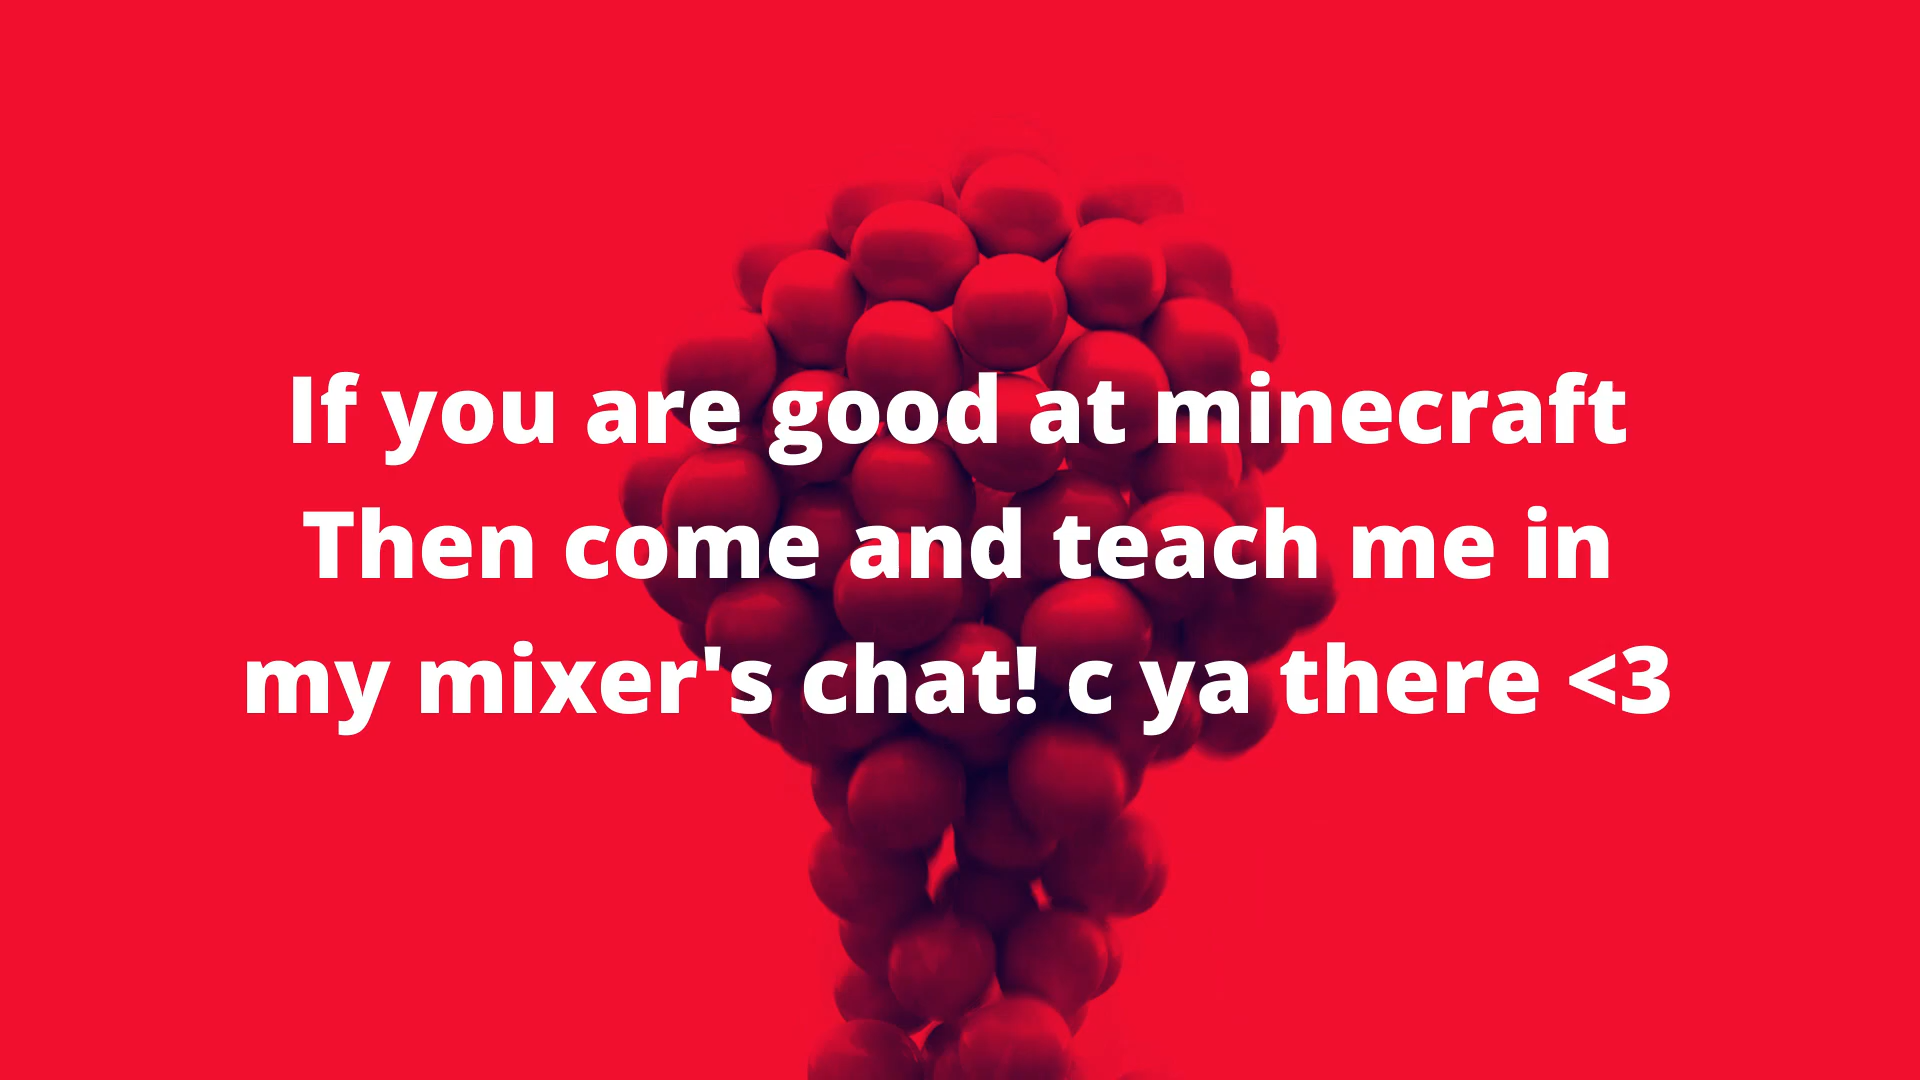 If you are good at minecraft
Then come and teach me in
my mixer's chat! c ya there <3